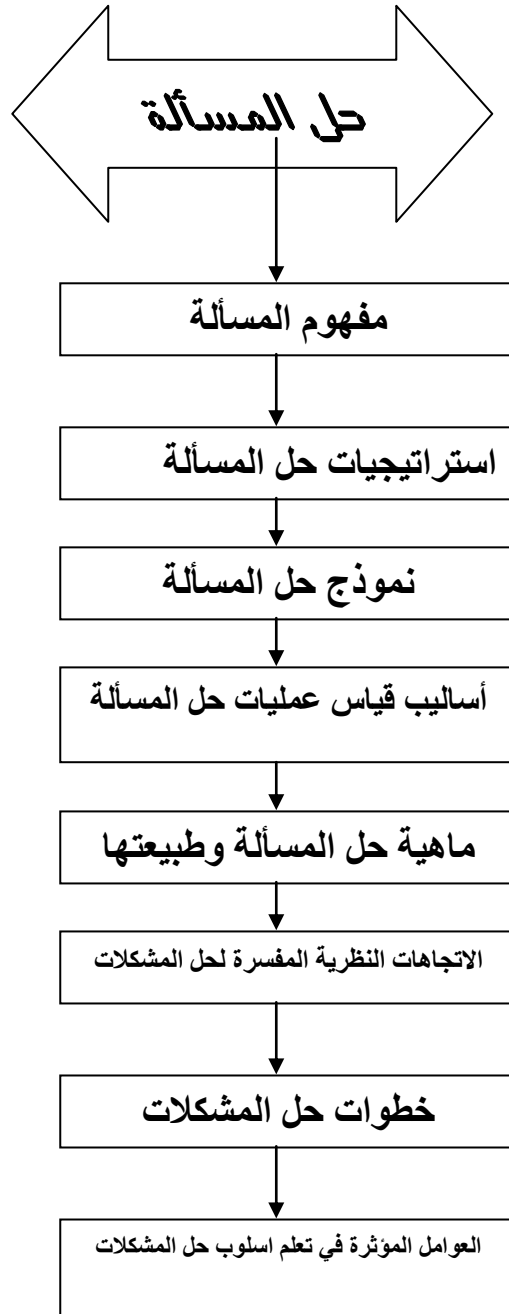 حل المسألة
مفهوم المسألة
استراتيجيات حل المسألة
نموذج حل المسألة
أساليب قياس عمليات حل المسألة
ماهية حل المسألة وطبيعتها
الاتجاهات النظرية المفسرة لحل المشكلات
خطوات حل المشكلات
العوامل المؤثرة في تعلم اسلوب حل المشكلات